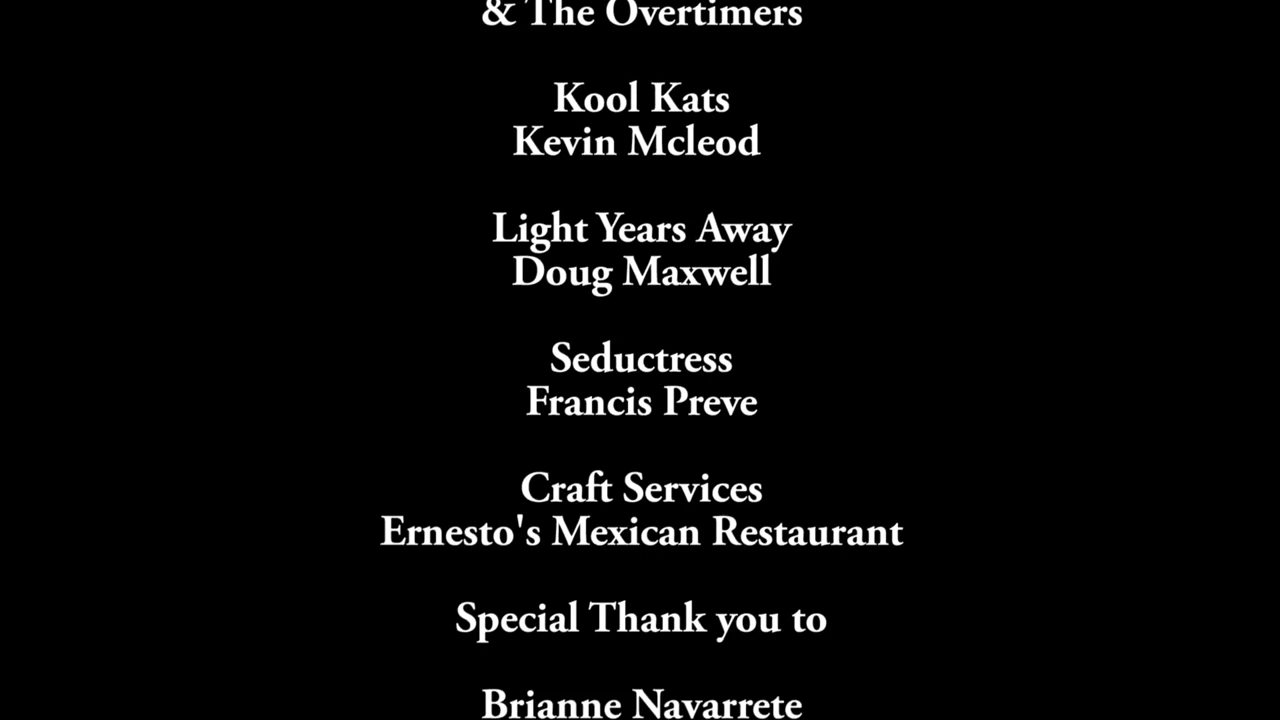 & The Overtimers
Kool Kats
Kevin Mcleod
Light Years Away
Doug Maxwell
Seductress
Francis Preve
Craft Services
Ernesto's Mexican Restaurant
Special Thank you to
Brianne Navarrete